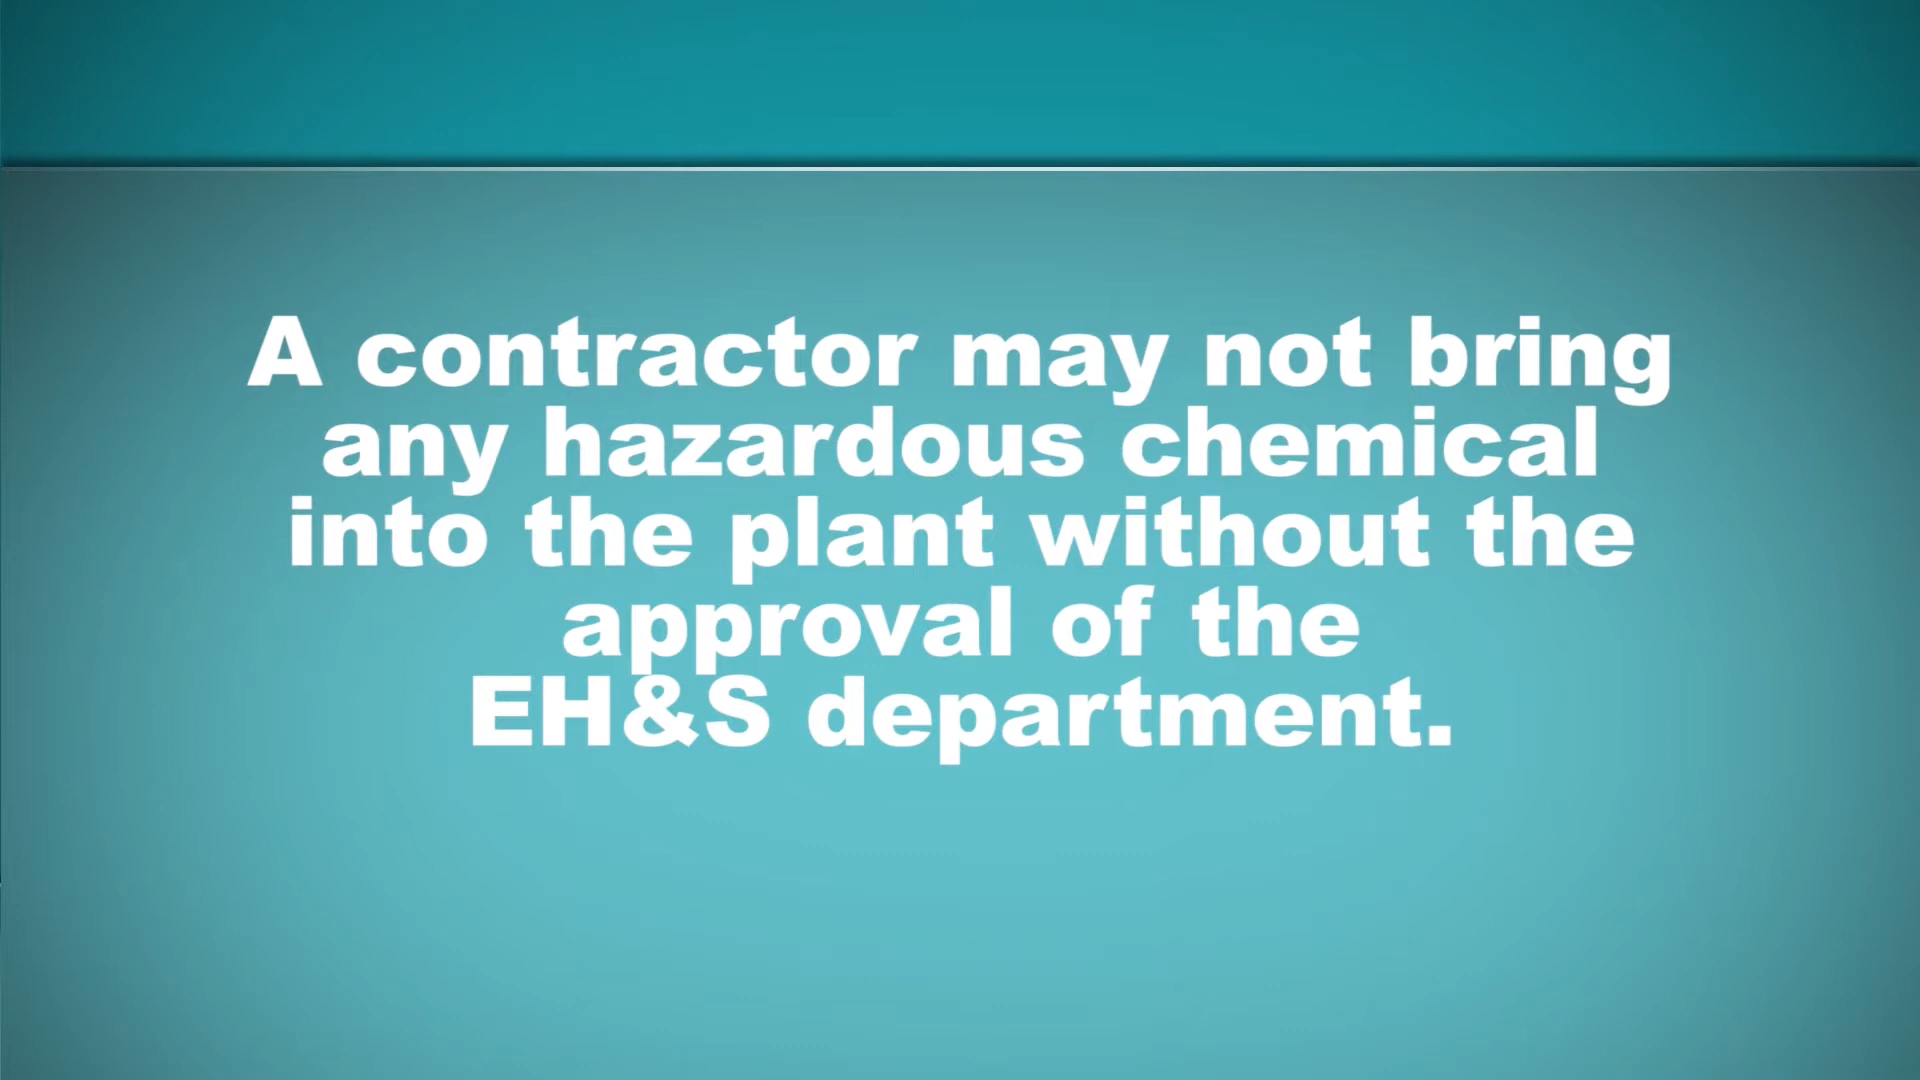 A contractor may not bring
any hazardous chemical
into the plant without the
approval of the
EH&S department.